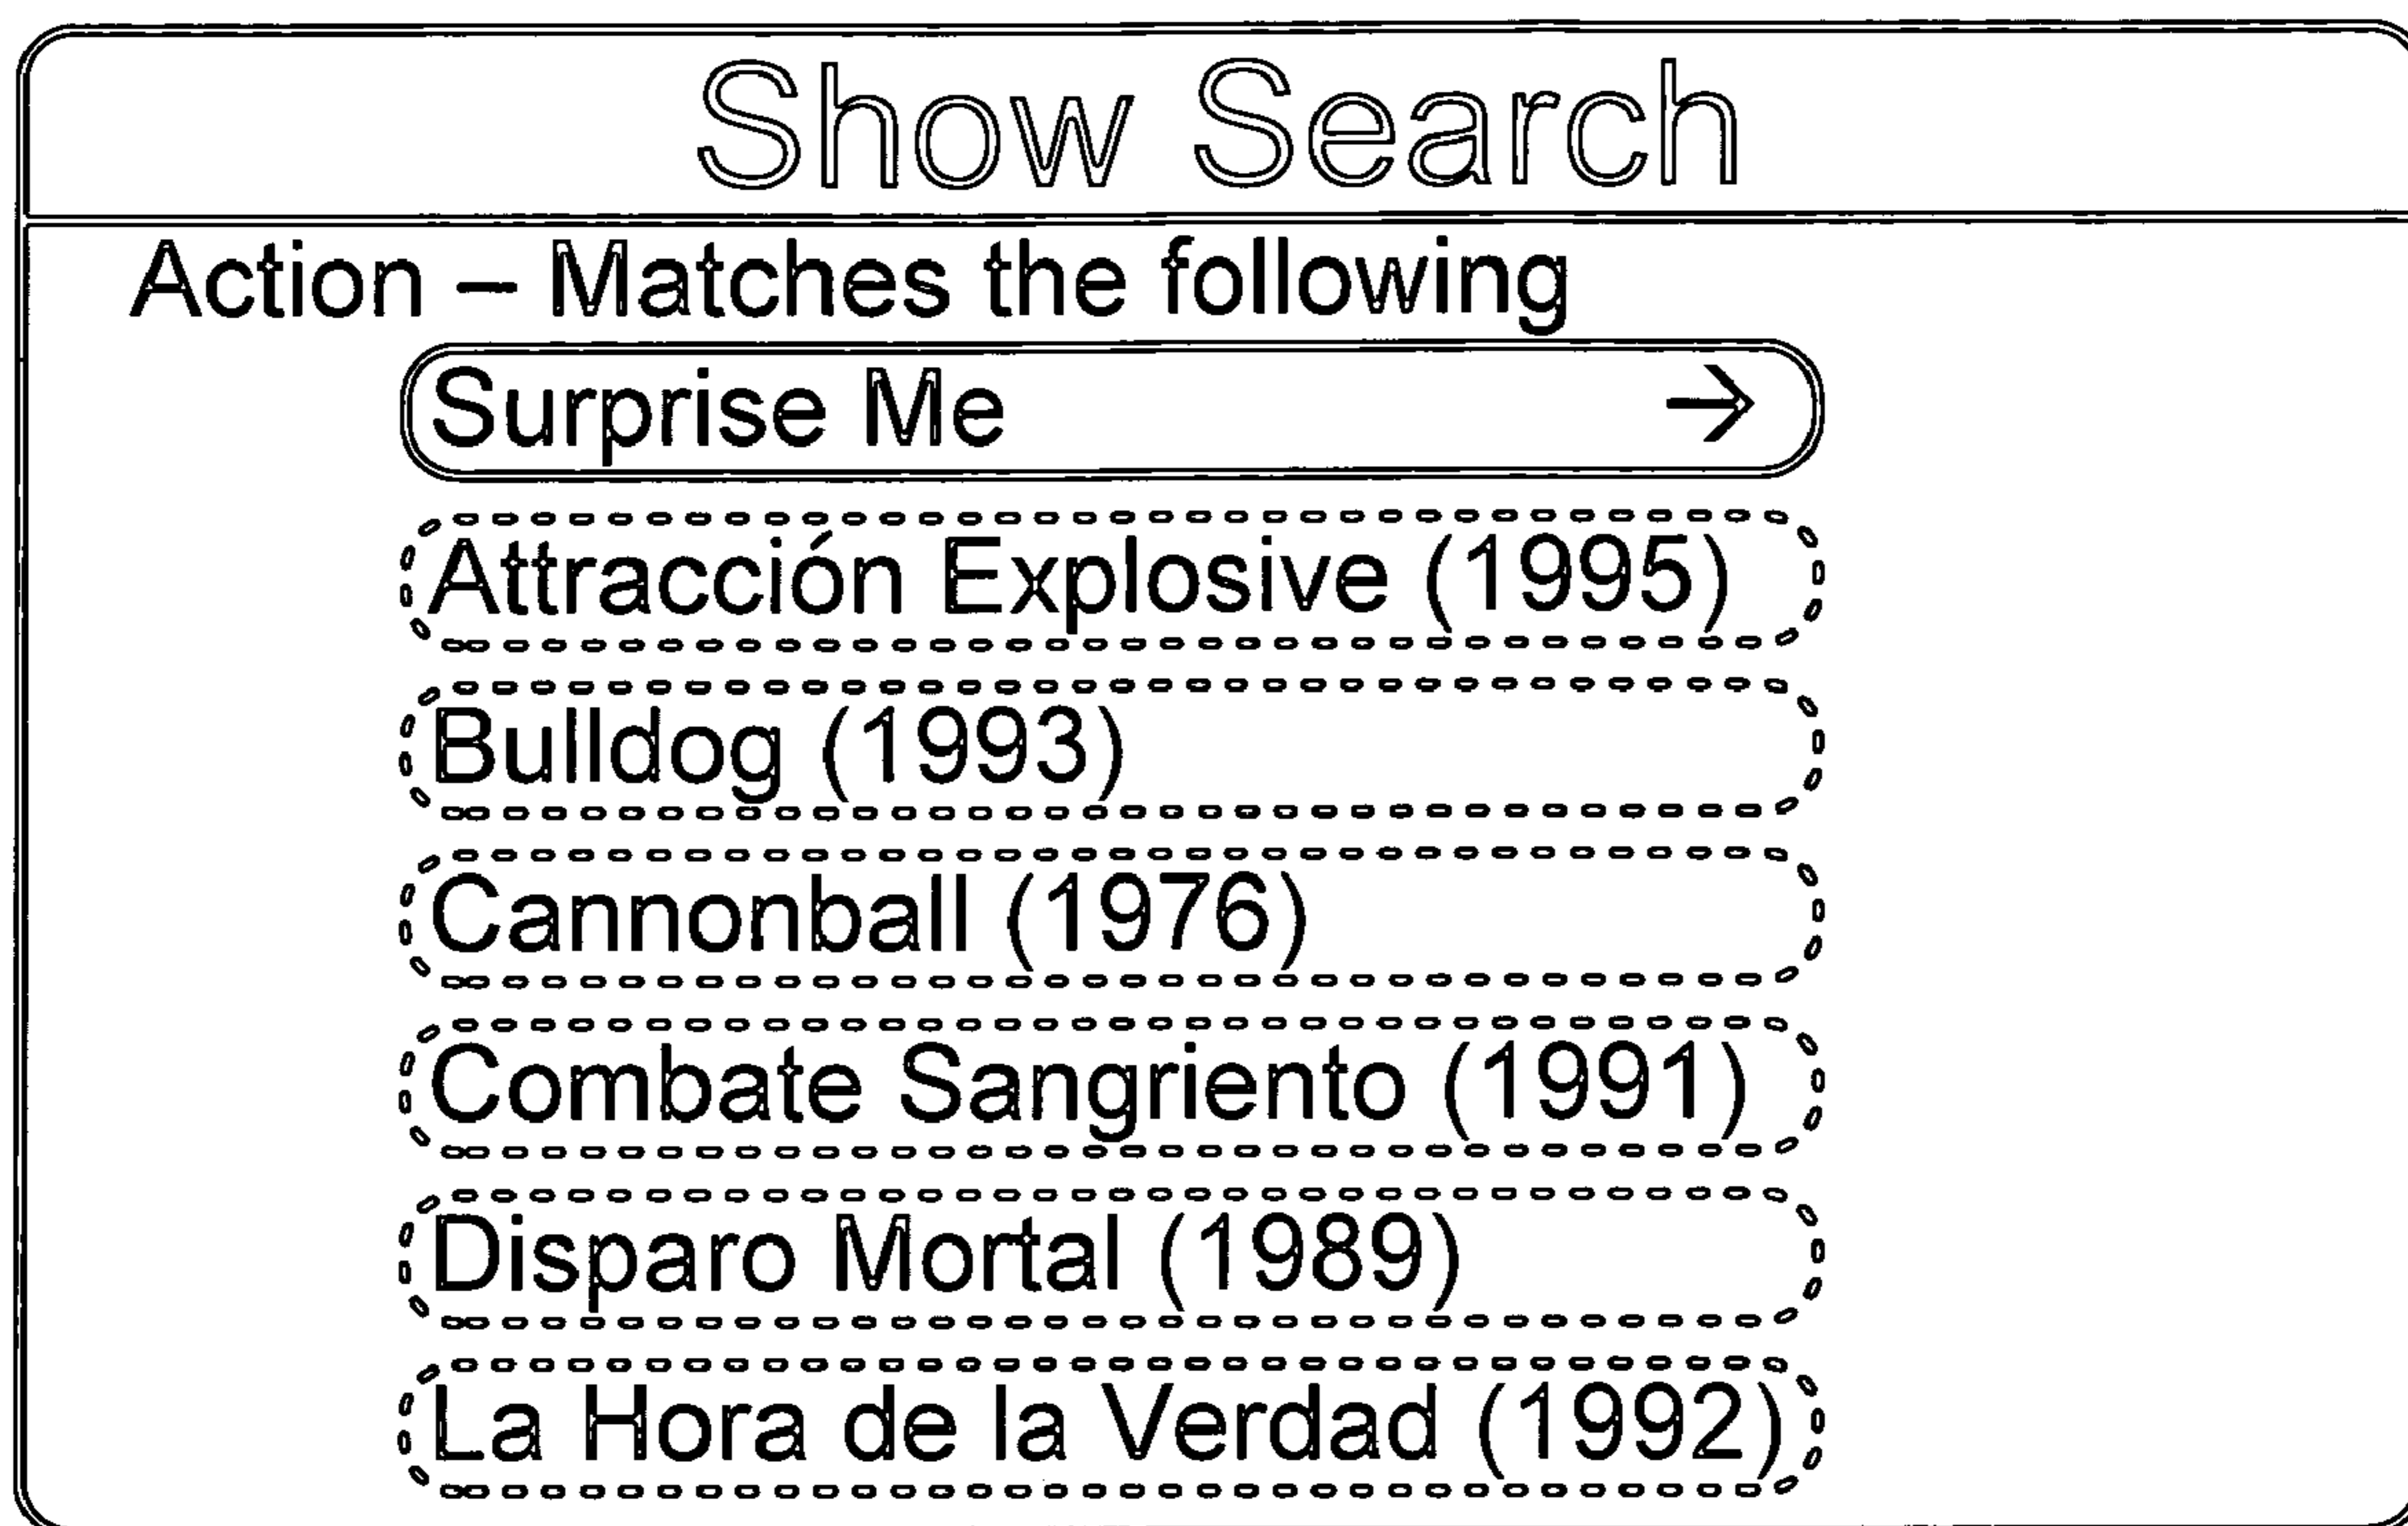 Show Search
Action – Matches the following
Surprise Me →
Attracción Explosive (1995)
Bulldog (1993)
Cannonball (1976)
Combate Sangriento (1991)
Disparo Mortal (1989)
La Hora de la Verdad (1992)